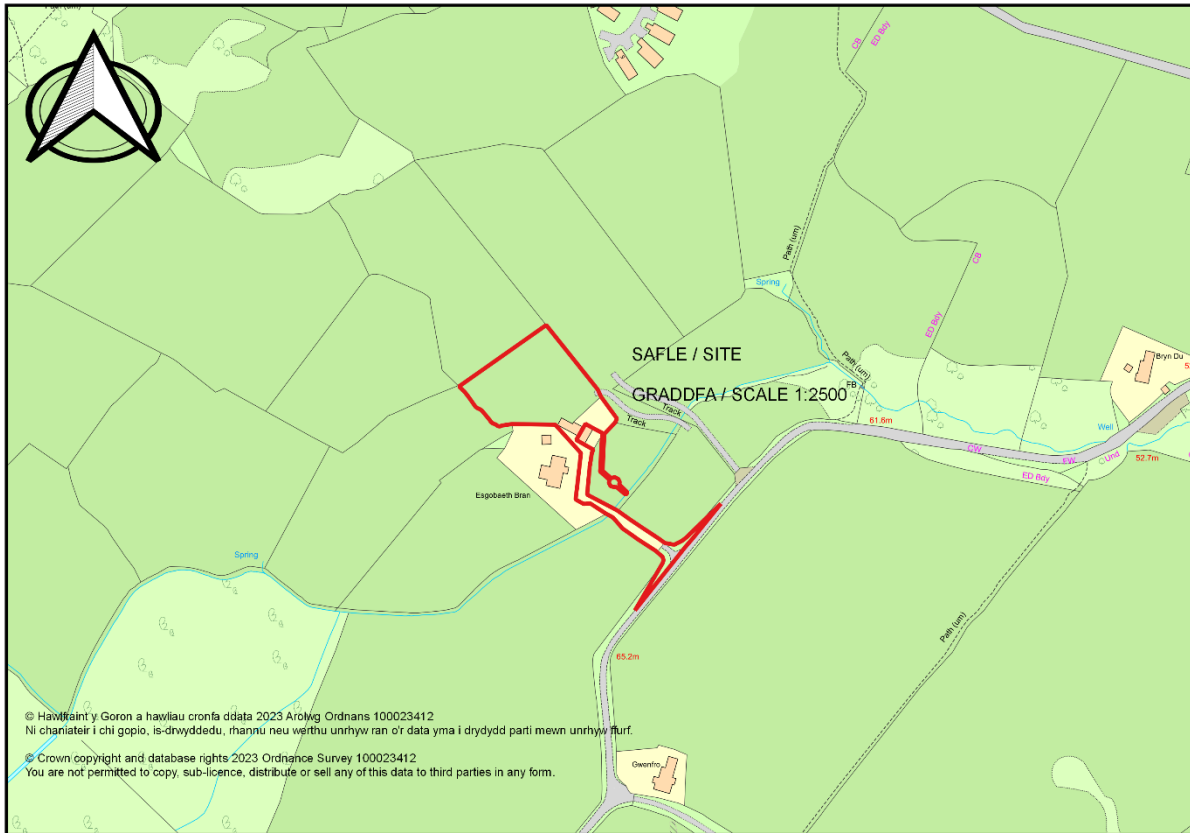 Path (um)
CB
ED Bdy
Path (um)
CB
Spring
ED Bdy
Path (um)
SAFLE / SITE
GRADDFA / SCALE 1:2500
Track
Track
FB
Bryn Du
61.6m
Well
CW
FW
Und
52.7m
ED Bdy
Esgobaeth Bran
Spring
Path (um)
65.2m
Gwenfro
© Hawlfraint y Goron a hawliau cronfa ddata 2023 Arolwg Ordnans 100023412
Ni chaniateir i chi gopio, is-drwyddedu, rhannu neu werthu unrhyw ran o'r data yma i drydydd parti mewn unrhyw ffurf.
© Crown copyright and database rights 2023 Ordnance Survey 100023412
You are not permitted to copy, sub-licence, distribute or sell any of this data to third parties in any form.